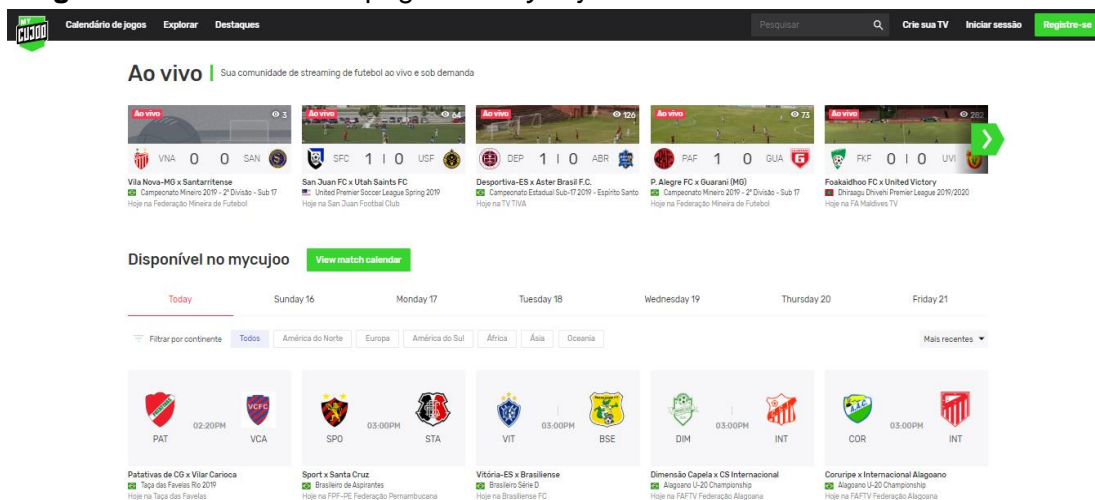 MY
CUJOO
Calendário de jogos Explorar Destaques
Pesquisar
Crie sua TV Iniciar sessão Registre-se
Ao vivo | Sua comunidade de streaming de futebol ao vivo e sob demanda
Ao vivo 3
VNA 0 0 SAN
Vila Nova-MG x Santarritense
Campeonato Mineiro 2019 - 2ª Divisão - Sub 17
Hoje na Federação Mineira de Futebol
Ao vivo 64
SFC 1 | 0 USF
San Juan FC x Utah Saints FC
United Premier Soccer League Spring 2019
Hoje na San Juan Football Club
Ao vivo 126
DEP 1 | 0 ABR
Desportiva-ES x Aster Brasil F.C.
Campeonato Estadual Sub-17 2019 - Espírito Santo
Hoje na TV TIVA
Ao vivo 73
PAF 1 0 GUA
P. Alegre FC x Guarani (MG)
Campeonato Mineiro 2019 - 2ª Divisão - Sub 17
Hoje na Federação Mineira de Futebol
Ao vivo 282
FKF 0 | 0 UVI
Foakaidhoo FC x United Victory
Dhiraagu Dhivehi Premier League 2019/2020
Hoje na FA Maldives TV
Disponível no mycujoo View match calendar
Today Sunday 16 Monday 17 Tuesday 18 Wednesday 19 Thursday 20 Friday 21
Filtrar por continente Todos América do Norte Europa América do Sul África Ásia Oceania Mais recentes
PAT 02:20PM VCA
Patativas de CG x Vilar Carioca
Taça das Favelas Rio 2019
Hoje na Taça das Favelas
SPO 03:00PM STA
Sport x Santa Cruz
Brasileiro de Aspirantes
Hoje na FPF-PE Federação Pernambucana
VIT 03:00PM BSE
Vitória-ES x Brasiliense
Brasileiro Série D
Hoje na Brasiliense FC
DIM 03:00PM INT
Dimensão Capela x CS Internacional
Alagoano U-20 Championship
Hoje na FAFTV Federação Alagoana
COR 03:00PM INT
Coruripe x Internacional Alagoano
Alagoano U-20 Championship
Hoje na FAFTV Federação Alagoana